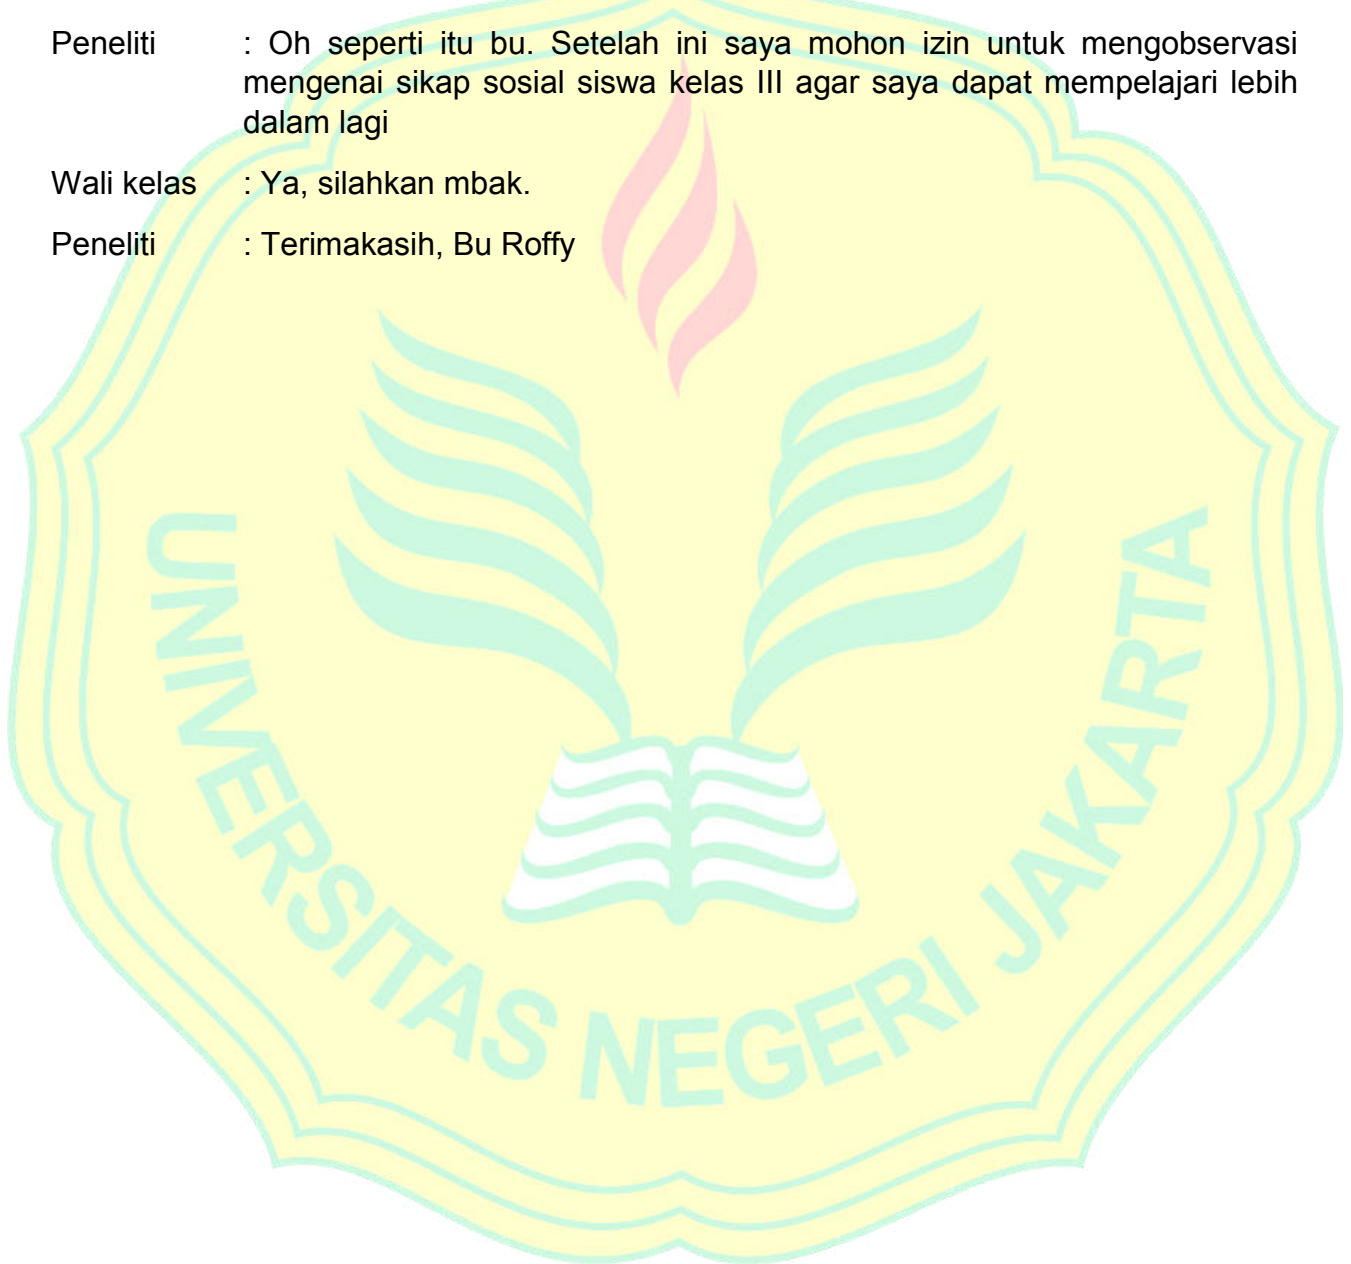 Peneliti : Oh seperti itu bu. Setelah ini saya mohon izin untuk mengobservasi
mengenai sikap sosial siswa kelas III agar saya dapat mempelajari lebih
dalam lagi
Wali kelas : Ya, silahkan mbak.
Peneliti : Terimakasih, Bu Roffy
UNIVERSITAS NEGERI JAKARTA